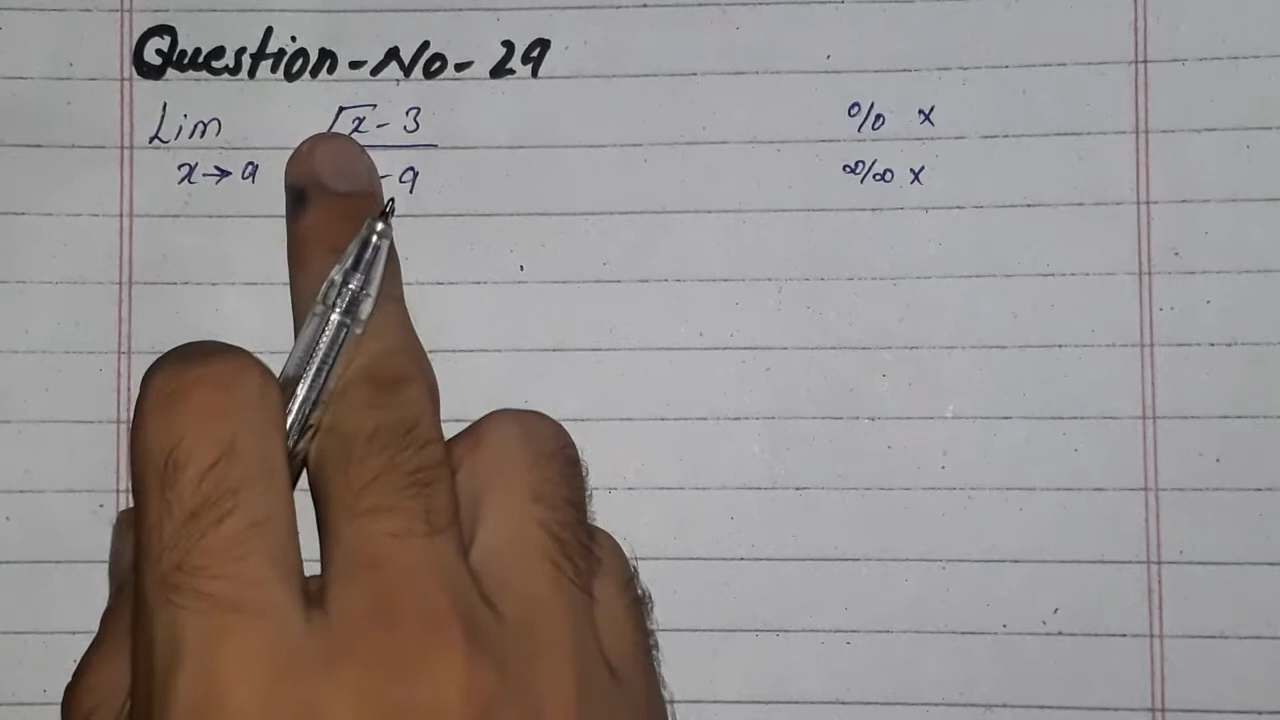 Question-No-29
Lim √x - 3
x→9 -9
0/0 x
∞/∞ x